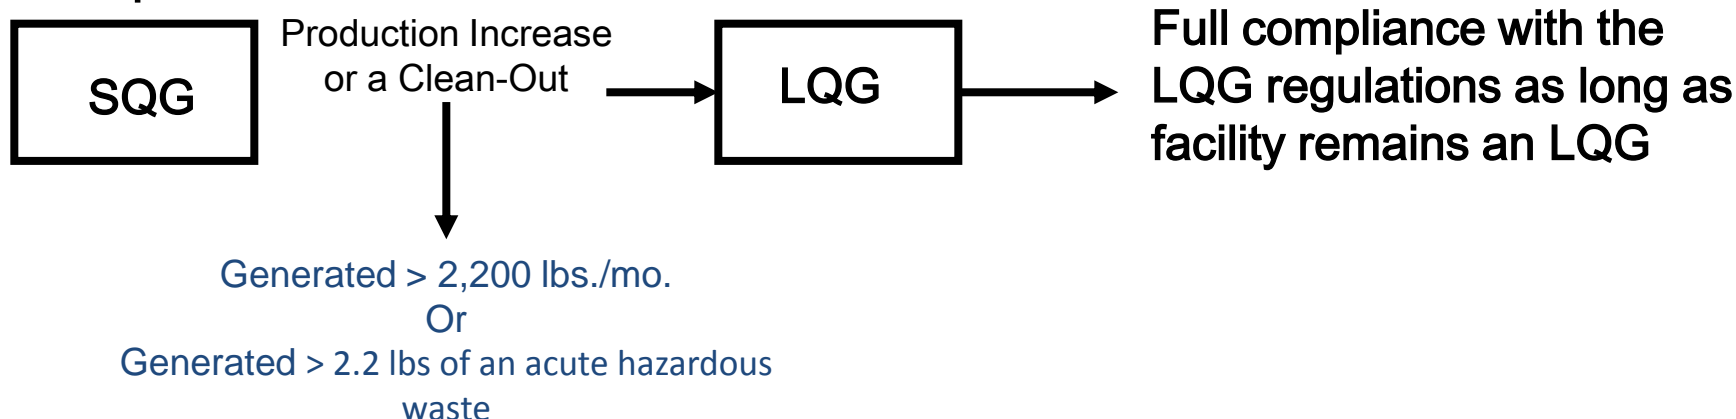 SQG
Production Increase
or a Clean-Out
LQG
Full compliance with the
LQG regulations as long as
facility remains an LQG
Generated > 2,200 lbs./mo.
Or
Generated > 2.2 lbs of an acute hazardous
waste